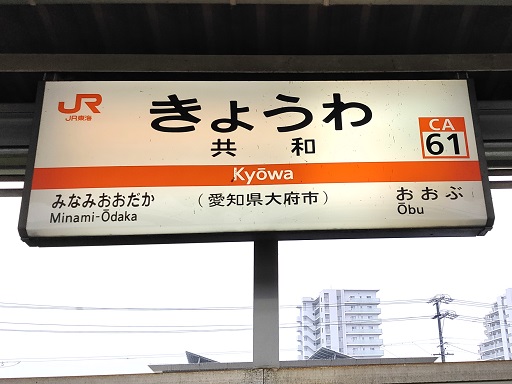 JR
JR東海
きょうわ
共和
CA
61
Kyōwa
みなみおおだか
Minami-Ōdaka
（愛知県大府市）
おおぶ
Ōbu